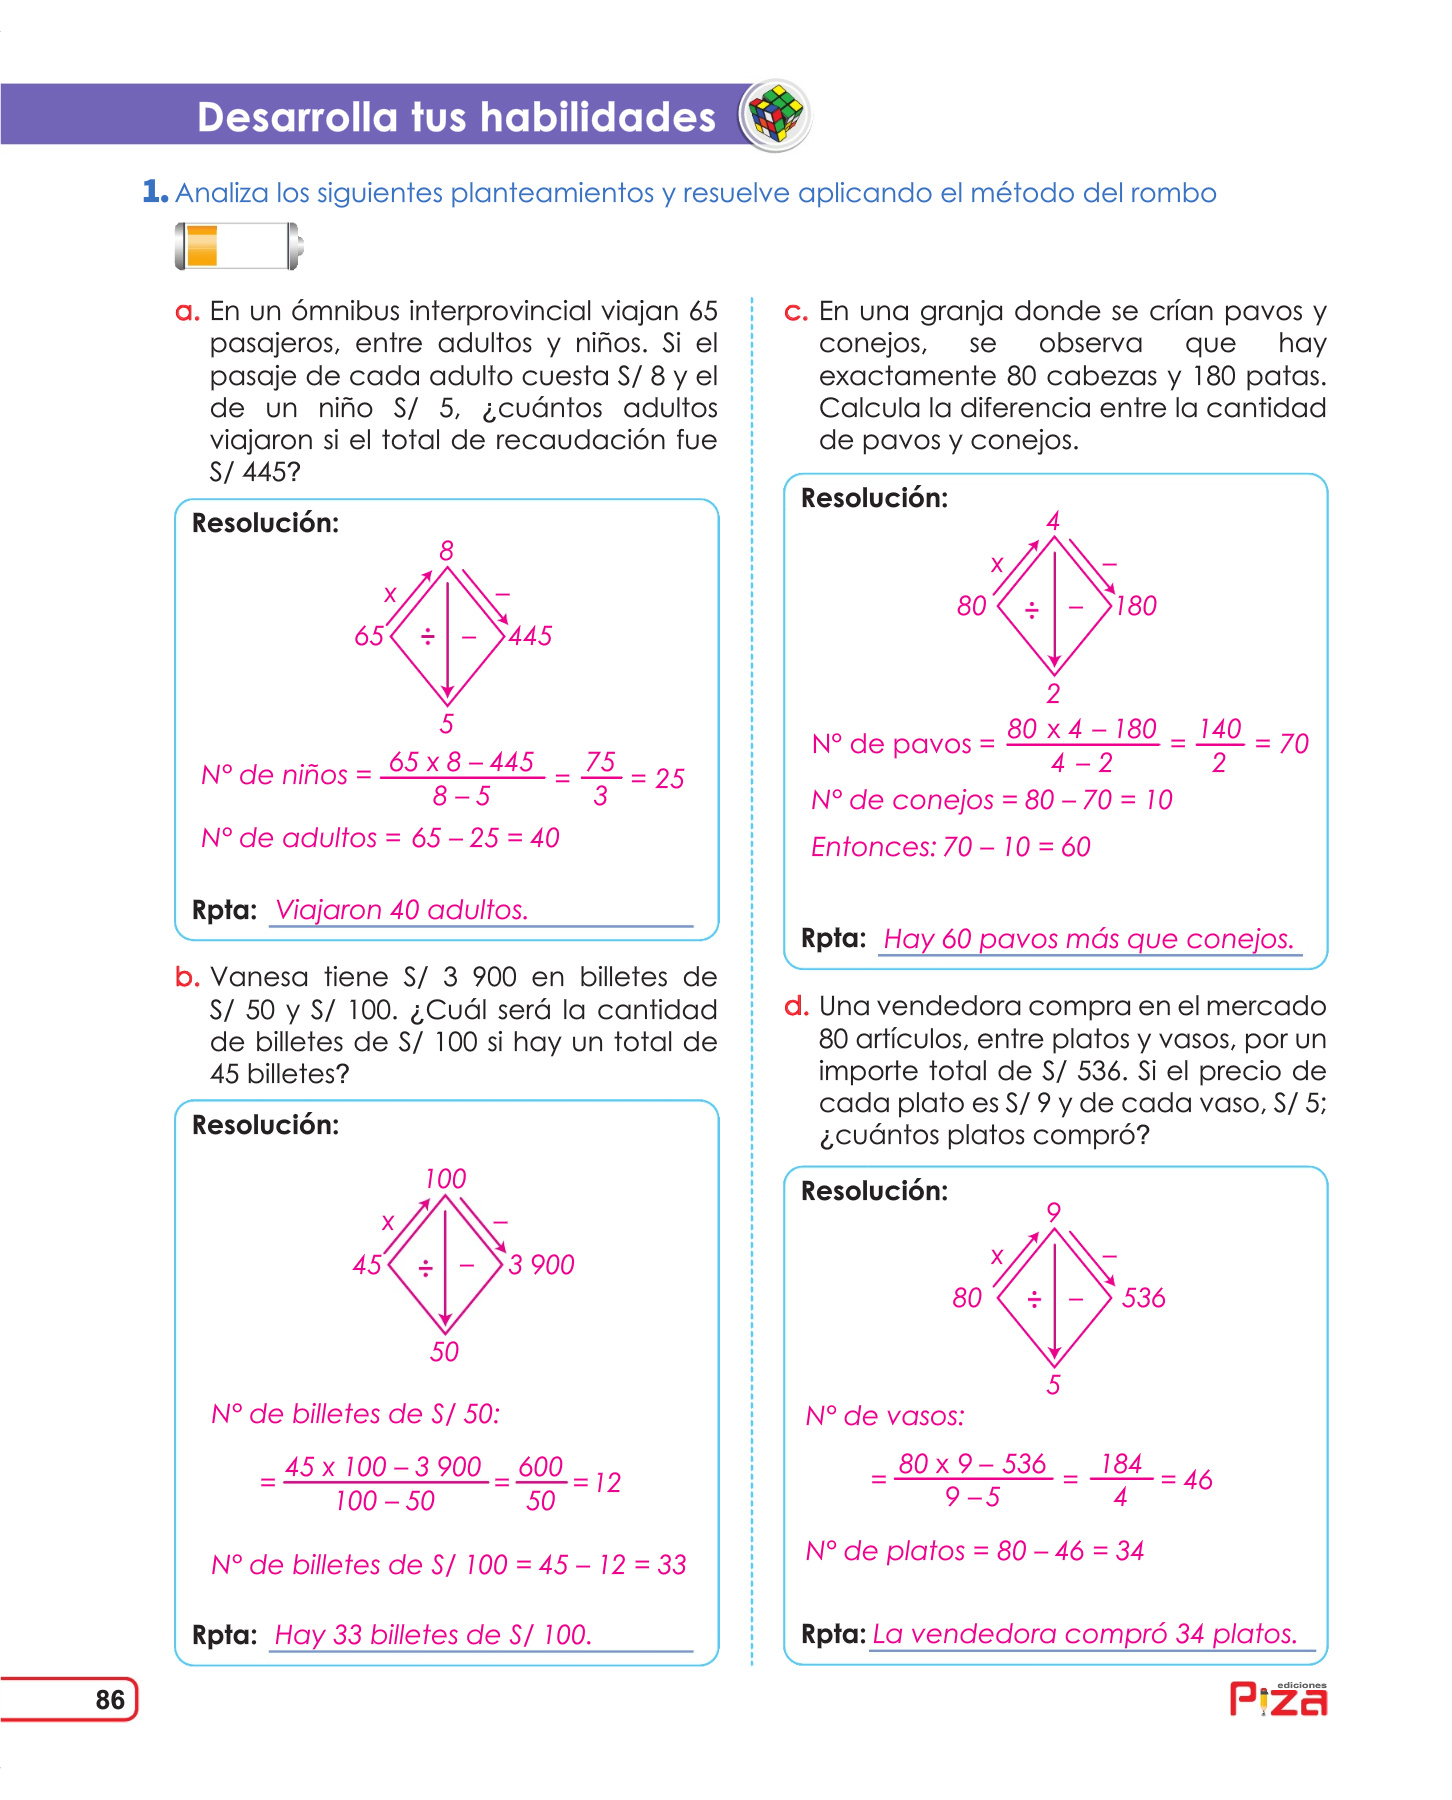 Desarrolla tus habilidades
1. Analiza los siguientes planteamientos y resuelve aplicando el método del rombo
a. En un ómnibus interprovincial viajan 65
pasajeros, entre adultos y niños. Si el
pasaje de cada adulto cuesta S/ 8 y el
de un niño S/ 5, ¿cuántos adultos
viajaron si el total de recaudación fue
S/ 445?
Resolución:
8
x –
65 ÷ – 445
5
N° de niños = 65 x 8 – 445 / 8 – 5 = 75 / 3 = 25
N° de adultos = 65 – 25 = 40
Rpta: Viajaron 40 adultos.
b. Vanesa tiene S/ 3 900 en billetes de
S/ 50 y S/ 100. ¿Cuál será la cantidad
de billetes de S/ 100 si hay un total de
45 billetes?
Resolución:
100
x –
45 ÷ – 3 900
50
N° de billetes de S/ 50:
= 45 x 100 – 3 900 / 100 – 50 = 600 / 50 = 12
N° de billetes de S/ 100 = 45 – 12 = 33
Rpta: Hay 33 billetes de S/ 100.
c. En una granja donde se crían pavos y
conejos, se observa que hay
exactamente 80 cabezas y 180 patas.
Calcula la diferencia entre la cantidad
de pavos y conejos.
Resolución:
4
x –
80 ÷ – 180
2
N° de pavos = 80 x 4 – 180 / 4 – 2 = 140 / 2 = 70
N° de conejos = 80 – 70 = 10
Entonces: 70 – 10 = 60
Rpta: Hay 60 pavos más que conejos.
d. Una vendedora compra en el mercado
80 artículos, entre platos y vasos, por un
importe total de S/ 536. Si el precio de
cada plato es S/ 9 y de cada vaso, S/ 5;
¿cuántos platos compró?
Resolución:
9
x –
80 ÷ – 536
5
N° de vasos:
= 80 x 9 – 536 / 9 – 5 = 184 / 4 = 46
N° de platos = 80 – 46 = 34
Rpta: La vendedora compró 34 platos.
86
ediciones
Piza